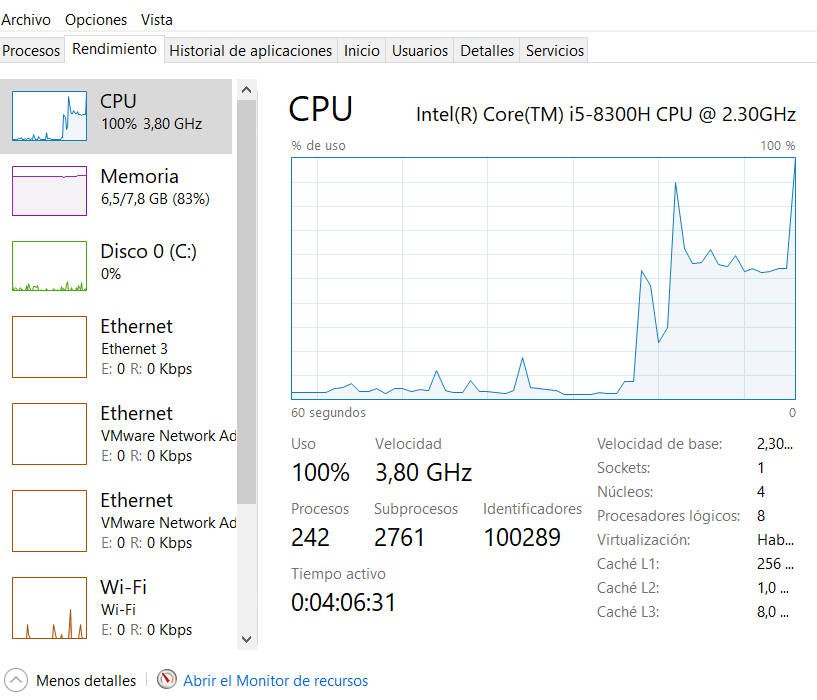 Archivo Opciones Vista
Procesos Rendimiento Historial de aplicaciones Inicio Usuarios Detalles Servicios
CPU
100% 3,80 GHz
Memoria
6,5/7,8 GB (83%)
Disco 0 (C:)
0%
Ethernet
Ethernet 3
E: 0 R: 0 Kbps
Ethernet
VMware Network Ad
E: 0 R: 0 Kbps
Ethernet
VMware Network Ad
E: 0 R: 0 Kbps
Wi-Fi
Wi-Fi
E: 0 R: 0 Kbps
CPU Intel(R) Core(TM) i5-8300H CPU @ 2.30GHz
% de uso 100 %
60 segundos 0
Uso Velocidad
100% 3,80 GHz
Procesos Subprocesos Identificadores
242 2761 100289
Tiempo activo
0:04:06:31
Velocidad de base: 2,30...
Sockets: 1
Núcleos: 4
Procesadores lógicos: 8
Virtualización: Hab...
Caché L1: 256 ...
Caché L2: 1,0 ...
Caché L3: 8,0 ...
Menos detalles Abrir el Monitor de recursos